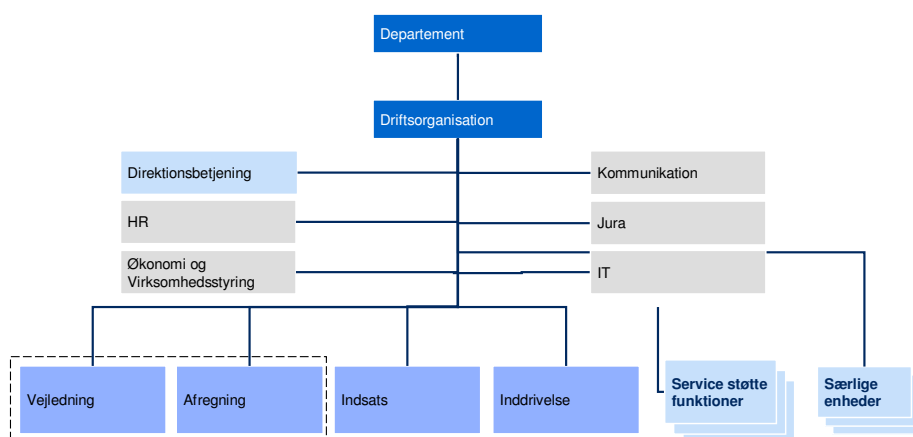 Departement
Driftsorganisation
Direktionsbetjening
Kommunikation
HR
Jura
Økonomi og
Virksomhedsstyring
IT
Vejledning
Afregning
Indsats
Inddrivelse
Service støtte
funktioner
Særlige
enheder